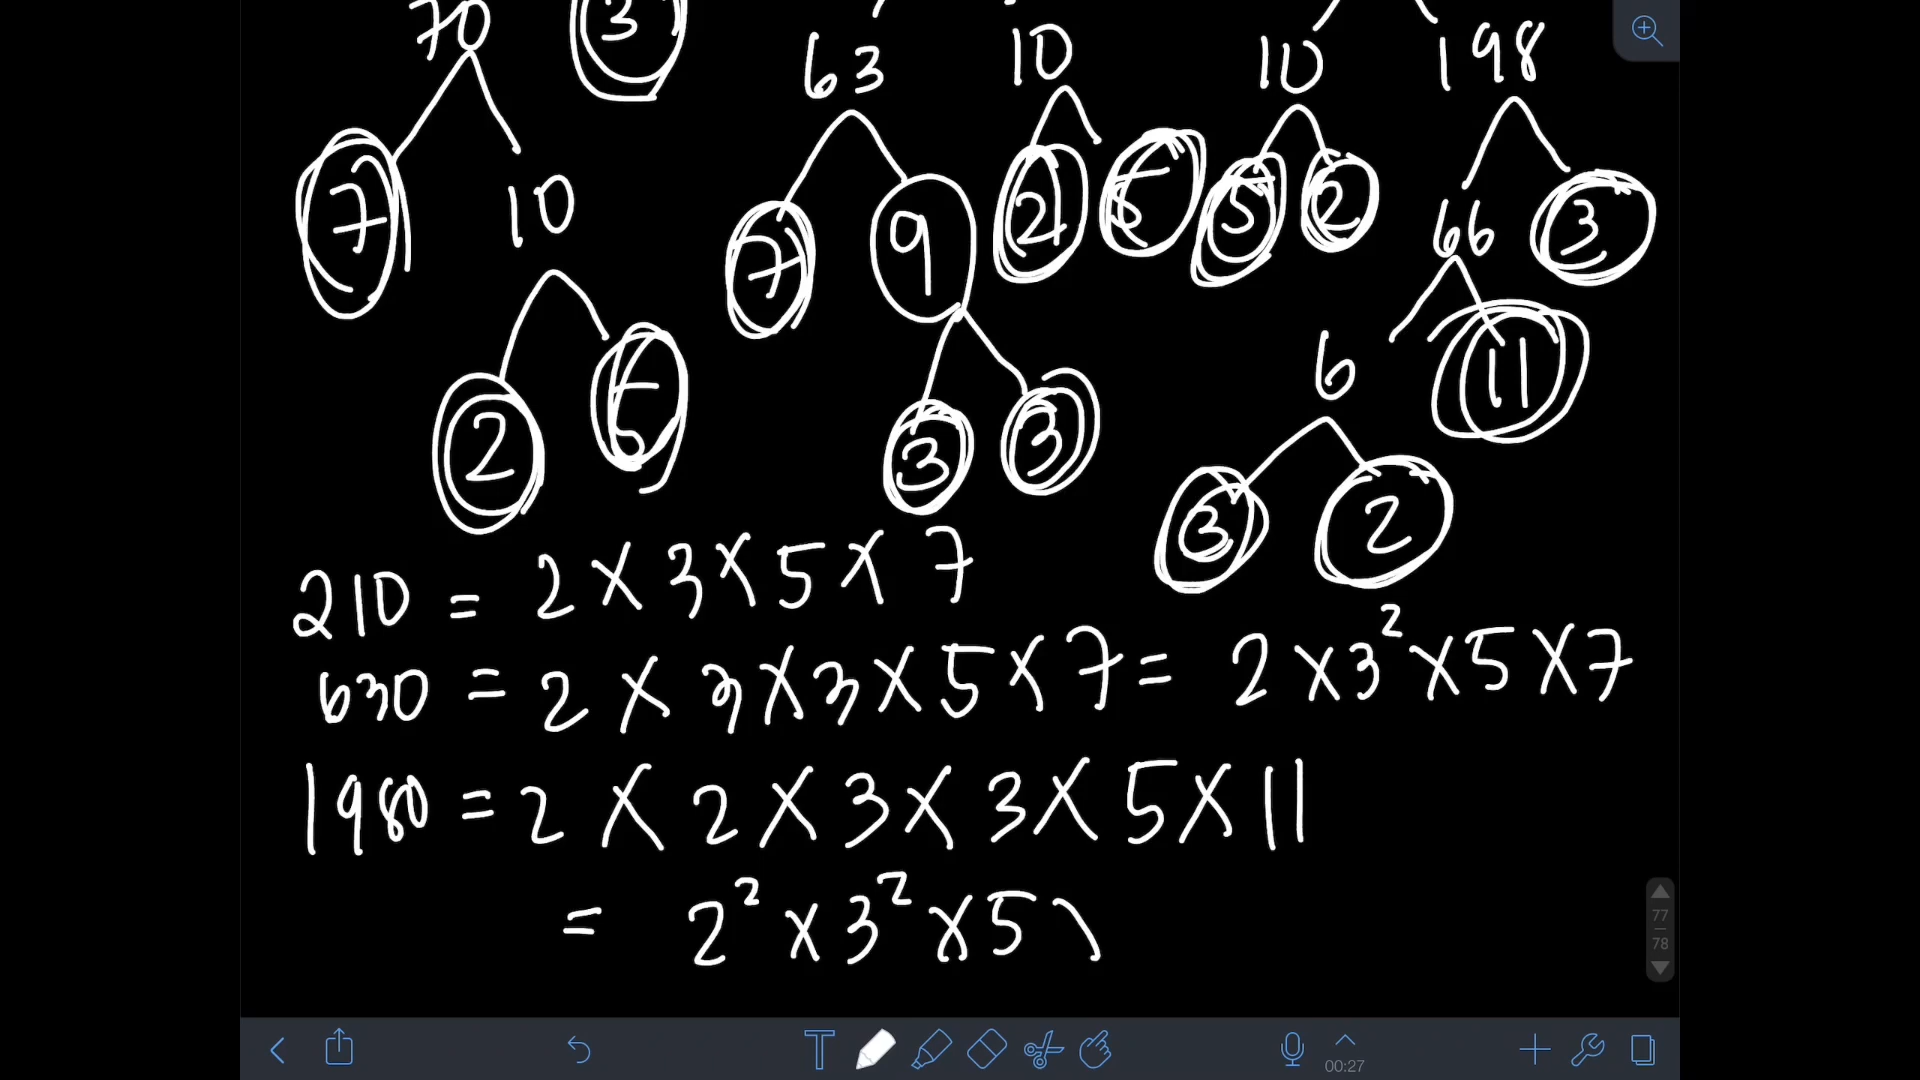 70 3 63 10 10 198
7 10 7 9 2 5 5 2 66 3
2 5 3 3 6 11
3 2
210 = 2 X 3 X 5 X 7
630 = 2 X 3 X 3 X 5 X 7 = 2 X 3² X 5 X 7
1980 = 2 X 2 X 3 X 3 X 5 X 11
= 2² X 3² X 5 \
77
78
T
00:27